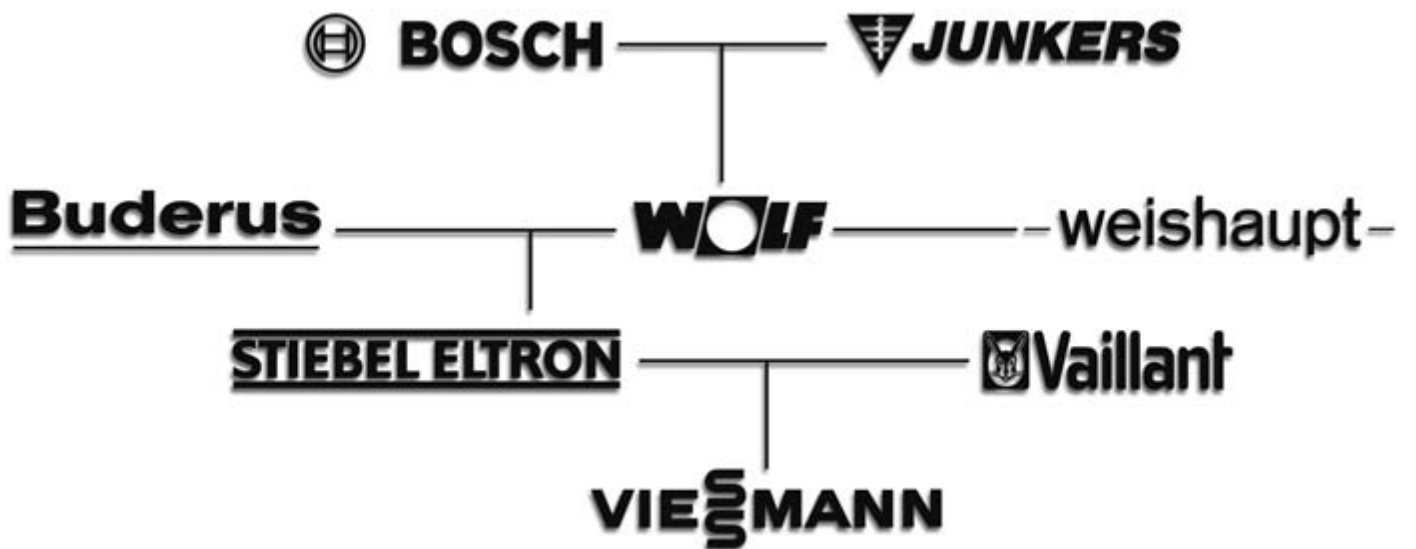 BOSCH JUNKERS
Buderus WOLF weishaupt
STIEBEL ELTRON Vaillant
VIESSMANN